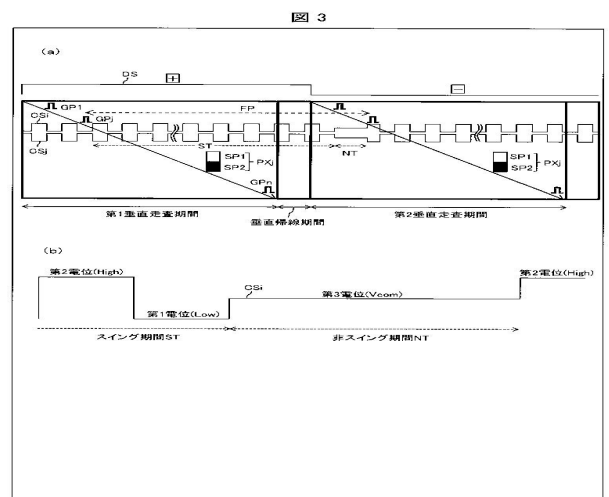 図 3
(a)
DS
+
−
GP1
GPj
FP
CSi
CSj
ST
NT
SP1
SP2
PXj
SP1
SP2
PXj
GPn
第1垂直走査期間
垂直帰線期間
第2垂直走査期間
(b)
第2電位(High)
CSi
第2電位(High)
第3電位(Vcom)
第1電位(Low)
スイング期間ST
非スイング期間NT